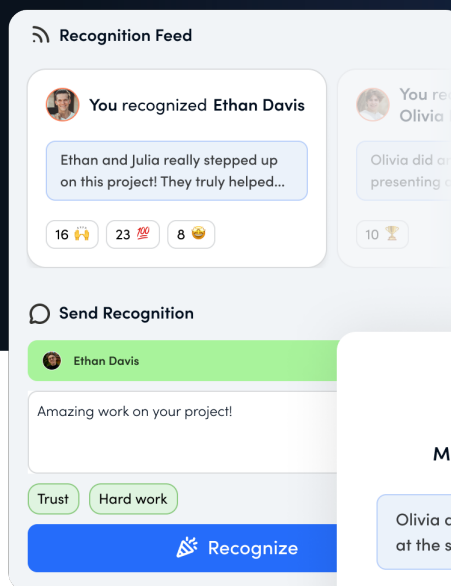 Recognition Feed
You recognized Ethan Davis
Ethan and Julia really stepped up
on this project! They truly helped...
16 🙌
23 💯
8 🤩
You
Olivia
Olivia did
presenting
10 🏆
Send Recognition
Ethan Davis
Amazing work on your project!
Trust
Hard work
Recognize
Olivia
at the